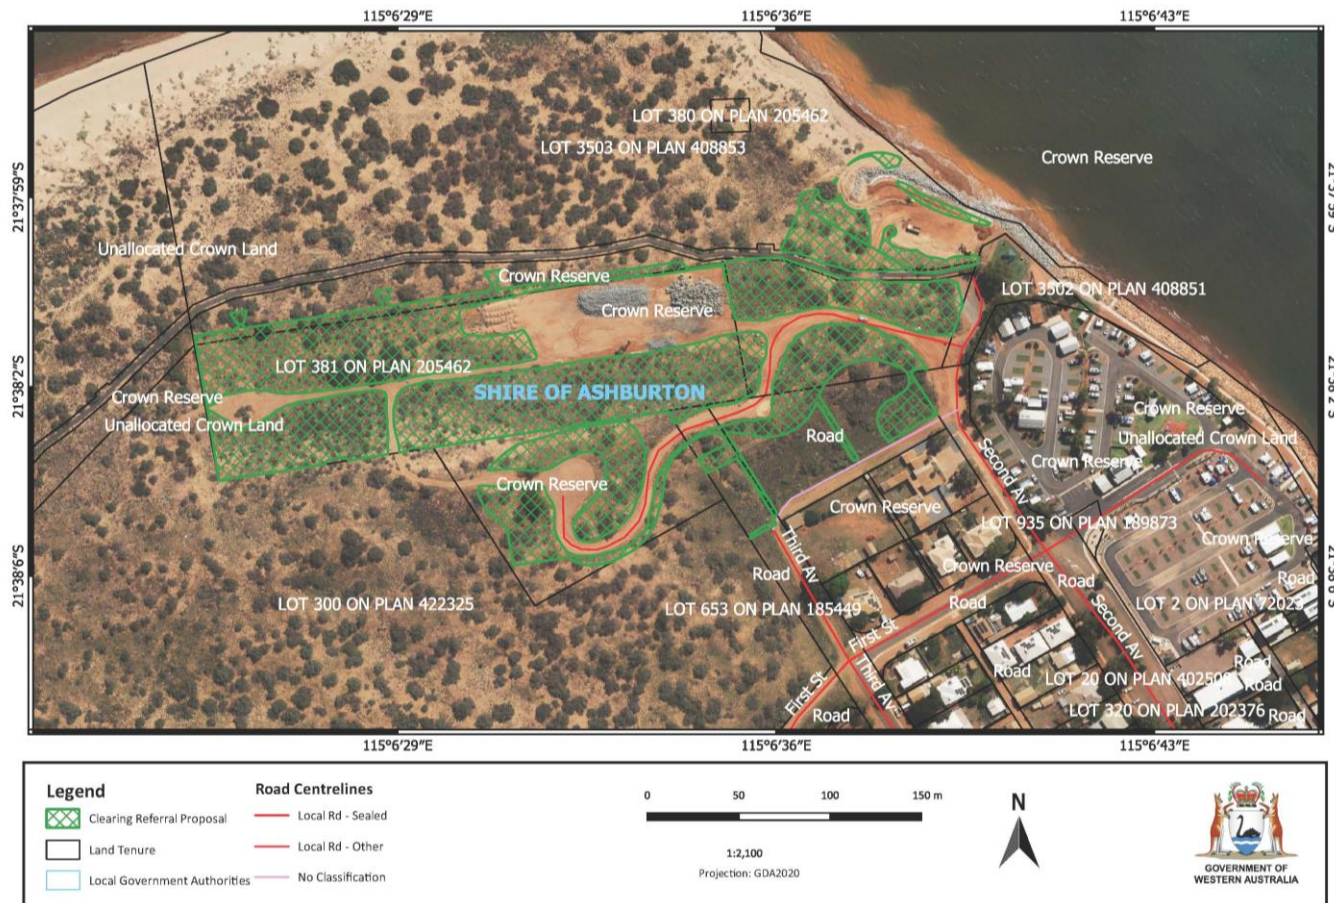 115°6'29"E
115°6'36"E
115°6'43"E
21°37'59"S
21°38'2"S
21°38'6"S
LOT 380 ON PLAN 205462
LOT 3503 ON PLAN 408853
Crown Reserve
Unallocated Crown Land
Crown Reserve
LOT 3502 ON PLAN 408851
Crown Reserve
LOT 381 ON PLAN 205462
SHIRE OF ASHBURTON
Crown Reserve
Unallocated Crown Land
Crown Reserve
Road
Unallocated Crown Land
Crown Reserve
Second Av
Crown Reserve
Crown Reserve
LOT 935 ON PLAN 189873
Crown Reserve
Third Av
Crown Reserve
Road
Road
Road
Road
LOT 300 ON PLAN 422325
LOT 653 ON PLAN 185449
LOT 2 ON PLAN 72023
Second Av
First St
Third Av
Road
Road
LOT 20 ON PLAN 402509
Road
First St
Road
LOT 320 ON PLAN 202376
Road
115°6'29"E
115°6'36"E
115°6'43"E
Legend
Clearing Referral Proposal
Land Tenure
Local Government Authorities
Road Centrelines
Local Rd - Sealed
Local Rd - Other
No Classification
0 50 100 150 m
1:2,100
Projection: GDA2020
N
GOVERNMENT OF
WESTERN AUSTRALIA